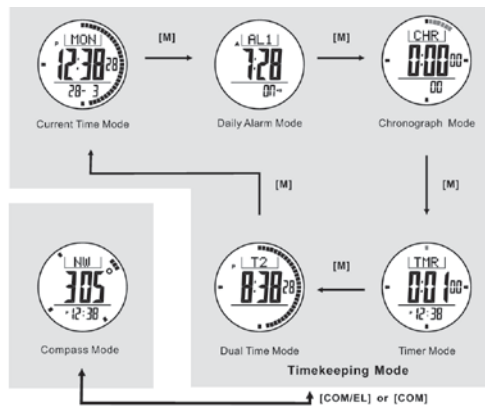 [M]
[M]
P MON
12:38 28
28- 3
A AL1
7:28
ON
CHR
0:00 00
00
Current Time Mode
Daily Alarm Mode
Chronograph Mode
[M]
[M]
[M]
NW
305°
P 12:38
P T2
8:38 28
TMR
0:01 00
P 12:38
Compass Mode
Dual Time Mode
Timer Mode
Timekeeping Mode
[COM/EL] or [COM]